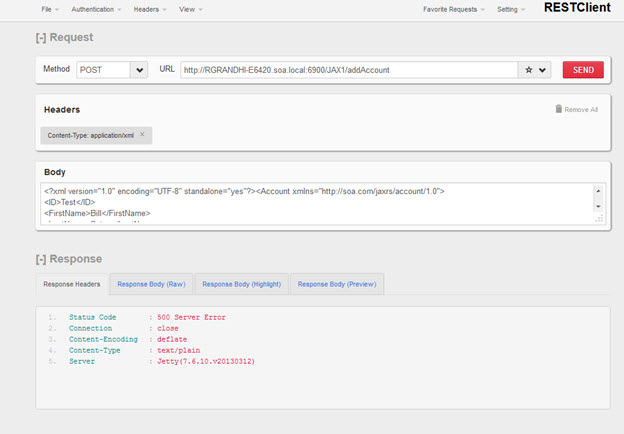 File Authentication Headers View Favorite Requests Setting RESTClient
[-] Request
Method POST URL http://RGRANDHI-E6420.soa.local:6900/JAX1/addAccount SEND
Headers Remove All
Content-Type: application/xml ×
Body
<?xml version="1.0" encoding="UTF-8" standalone="yes"?><Account xmlns="http://soa.com/jaxrs/account/1.0">
<ID>Test</ID>
<FirstName>Bill</FirstName>
[-] Response
Response Headers Response Body (Raw) Response Body (Highlight) Response Body (Preview)
1. Status Code : 500 Server Error
2. Connection : close
3. Content-Encoding : deflate
4. Content-Type : text/plain
5. Server : Jetty(7.6.10.v20130312)